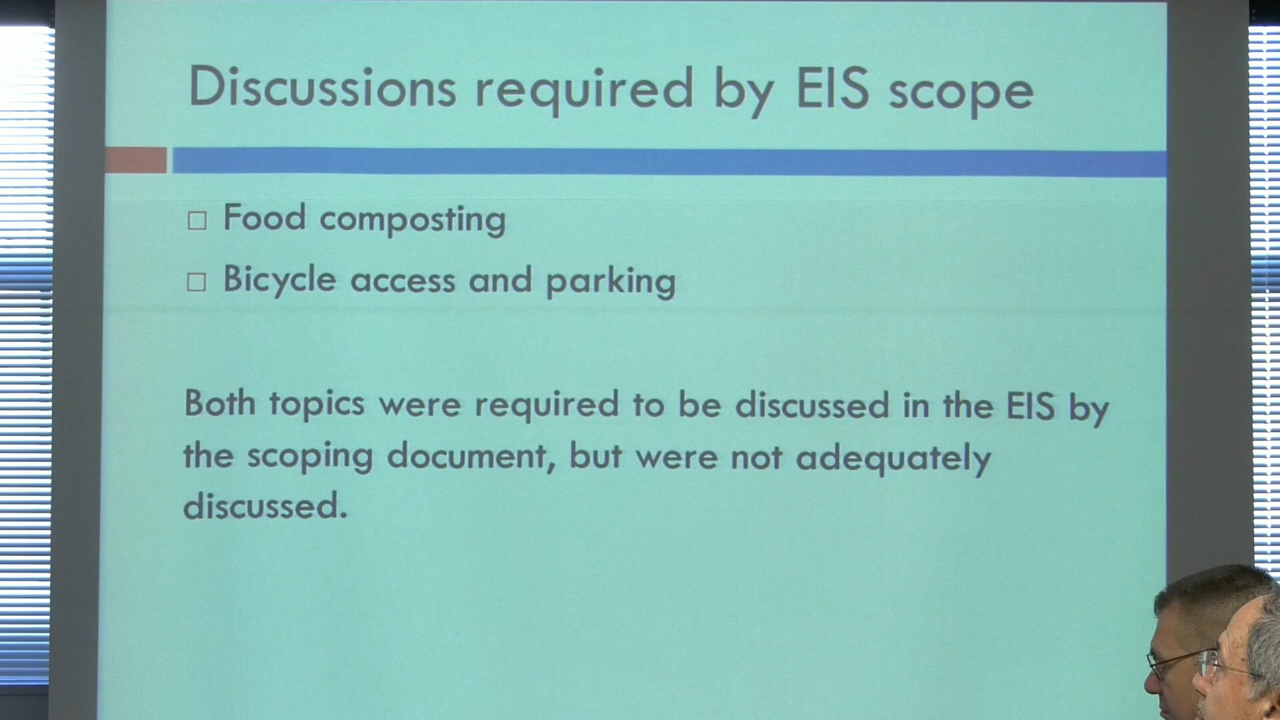 Discussions required by EIS scope
Food composting
Bicycle access and parking
Both topics were required to be discussed in the EIS by
the scoping document, but were not adequately
discussed.